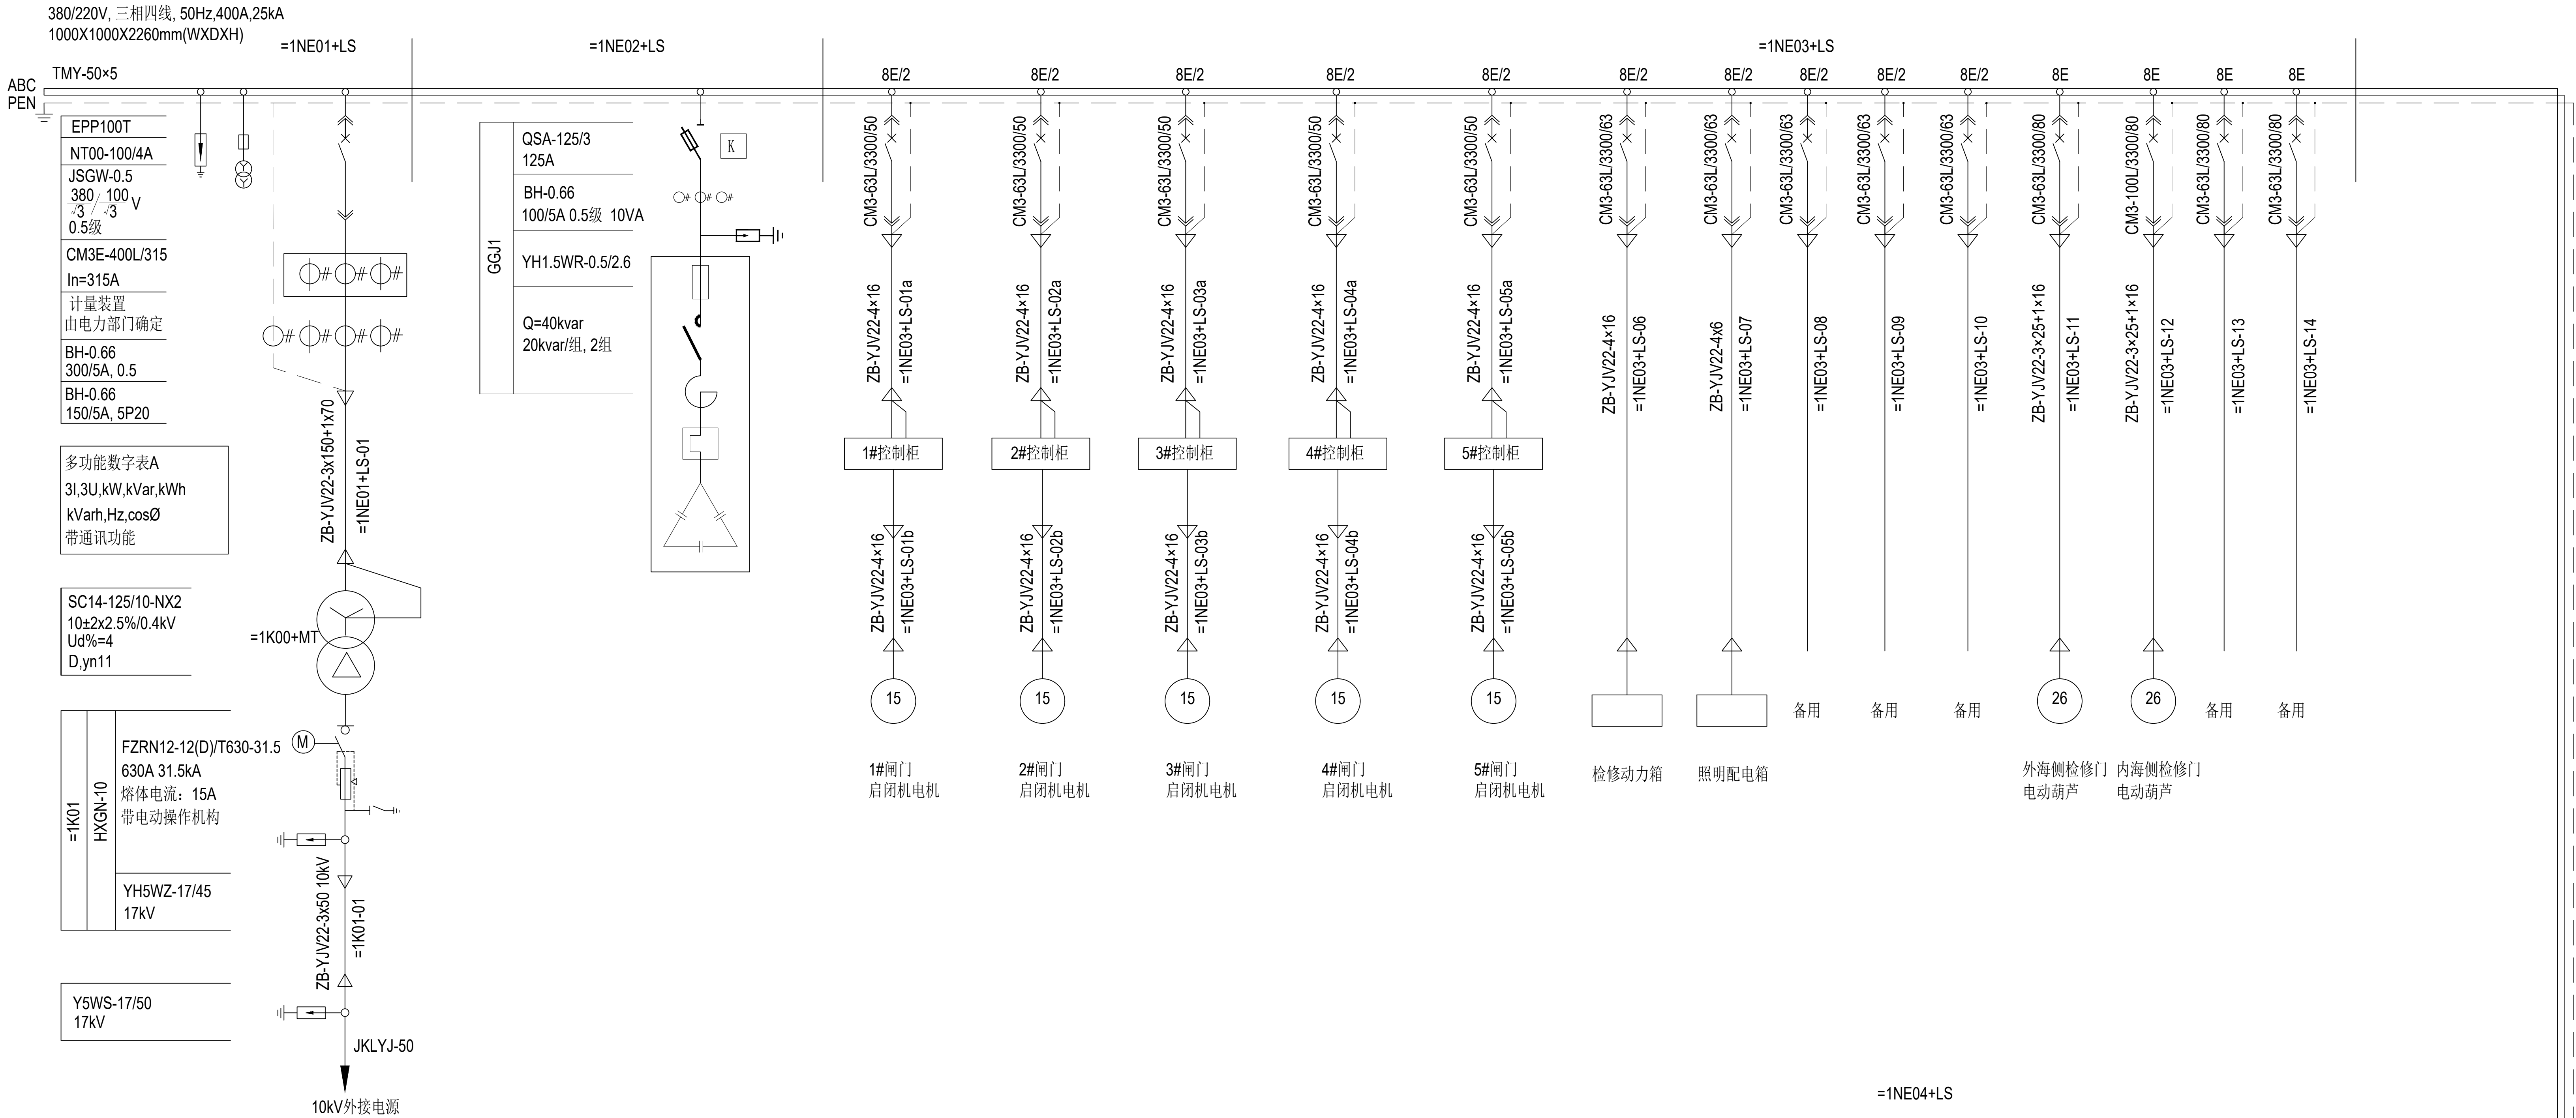 380/220V, 三相四线, 50Hz,400A,25kA
1000X1000X2260mm(WXDXH)
=1NE01+LS
=1NE02+LS
=1NE03+LS
TMY-50×5
ABC
PEN
8E/2
8E/2
8E/2
8E/2
8E/2
8E/2
8E/2
8E/2
8E/2
8E/2
8E
8E
8E
8E
EPP100T
NT00-100/4A
JSGW-0.5
380/√3 / 100/√3 V
0.5级
CM3E-400L/315
In=315A
计量装置
由电力部门确定
BH-0.66
300/5A, 0.5
BH-0.66
150/5A, 5P20
多功能数字表A
3I,3U,kW,kVar,kWh
kVarh,Hz,cosØ
带通讯功能
SC14-125/10-NX2
10±2x2.5%/0.4kV
Ud%=4
D,yn11
=1K00+MT
=1K01
HXGN-10
FZRN12-12(D)/T630-31.5
630A 31.5kA
熔体电流：15A
带电动操作机构
M
YH5WZ-17/45
17kV
Y5WS-17/50
17kV
ZB-YJV22-3x150+1x70
=1NE01+LS-01
ZB-YJV22-3x50 10kV
=1K01-01
JKLYJ-50
10kV外接电源
GGJ1
QSA-125/3
125A
BH-0.66
100/5A 0.5级 10VA
YH1.5WR-0.5/2.6
Q=40kvar
20kvar/组, 2组
K
CM3-63L/3300/50
CM3-63L/3300/50
CM3-63L/3300/50
CM3-63L/3300/50
CM3-63L/3300/50
CM3-63L/3300/63
CM3-63L/3300/63
CM3-63L/3300/63
CM3-63L/3300/63
CM3-63L/3300/63
CM3-63L/3300/80
CM3-100L/3300/80
CM3-63L/3300/80
CM3-63L/3300/80
ZB-YJV22-4×16
=1NE03+LS-01a
ZB-YJV22-4×16
=1NE03+LS-02a
ZB-YJV22-4×16
=1NE03+LS-03a
ZB-YJV22-4×16
=1NE03+LS-04a
ZB-YJV22-4×16
=1NE03+LS-05a
ZB-YJV22-4×16
=1NE03+LS-06
ZB-YJV22-4x6
=1NE03+LS-07
=1NE03+LS-08
=1NE03+LS-09
=1NE03+LS-10
ZB-YJV22-3×25+1×16
=1NE03+LS-11
ZB-YJV22-3×25+1×16
=1NE03+LS-12
=1NE03+LS-13
=1NE03+LS-14
1#控制柜
2#控制柜
3#控制柜
4#控制柜
5#控制柜
ZB-YJV22-4×16
=1NE03+LS-01b
ZB-YJV22-4×16
=1NE03+LS-02b
ZB-YJV22-4×16
=1NE03+LS-03b
ZB-YJV22-4×16
=1NE03+LS-04b
ZB-YJV22-4×16
=1NE03+LS-05b
15
15
15
15
15
备用
备用
备用
26
26
备用
备用
1#闸门
启闭机电机
2#闸门
启闭机电机
3#闸门
启闭机电机
4#闸门
启闭机电机
5#闸门
启闭机电机
检修动力箱
照明配电箱
外海侧检修门
电动葫芦
内海侧检修门
电动葫芦
=1NE04+LS